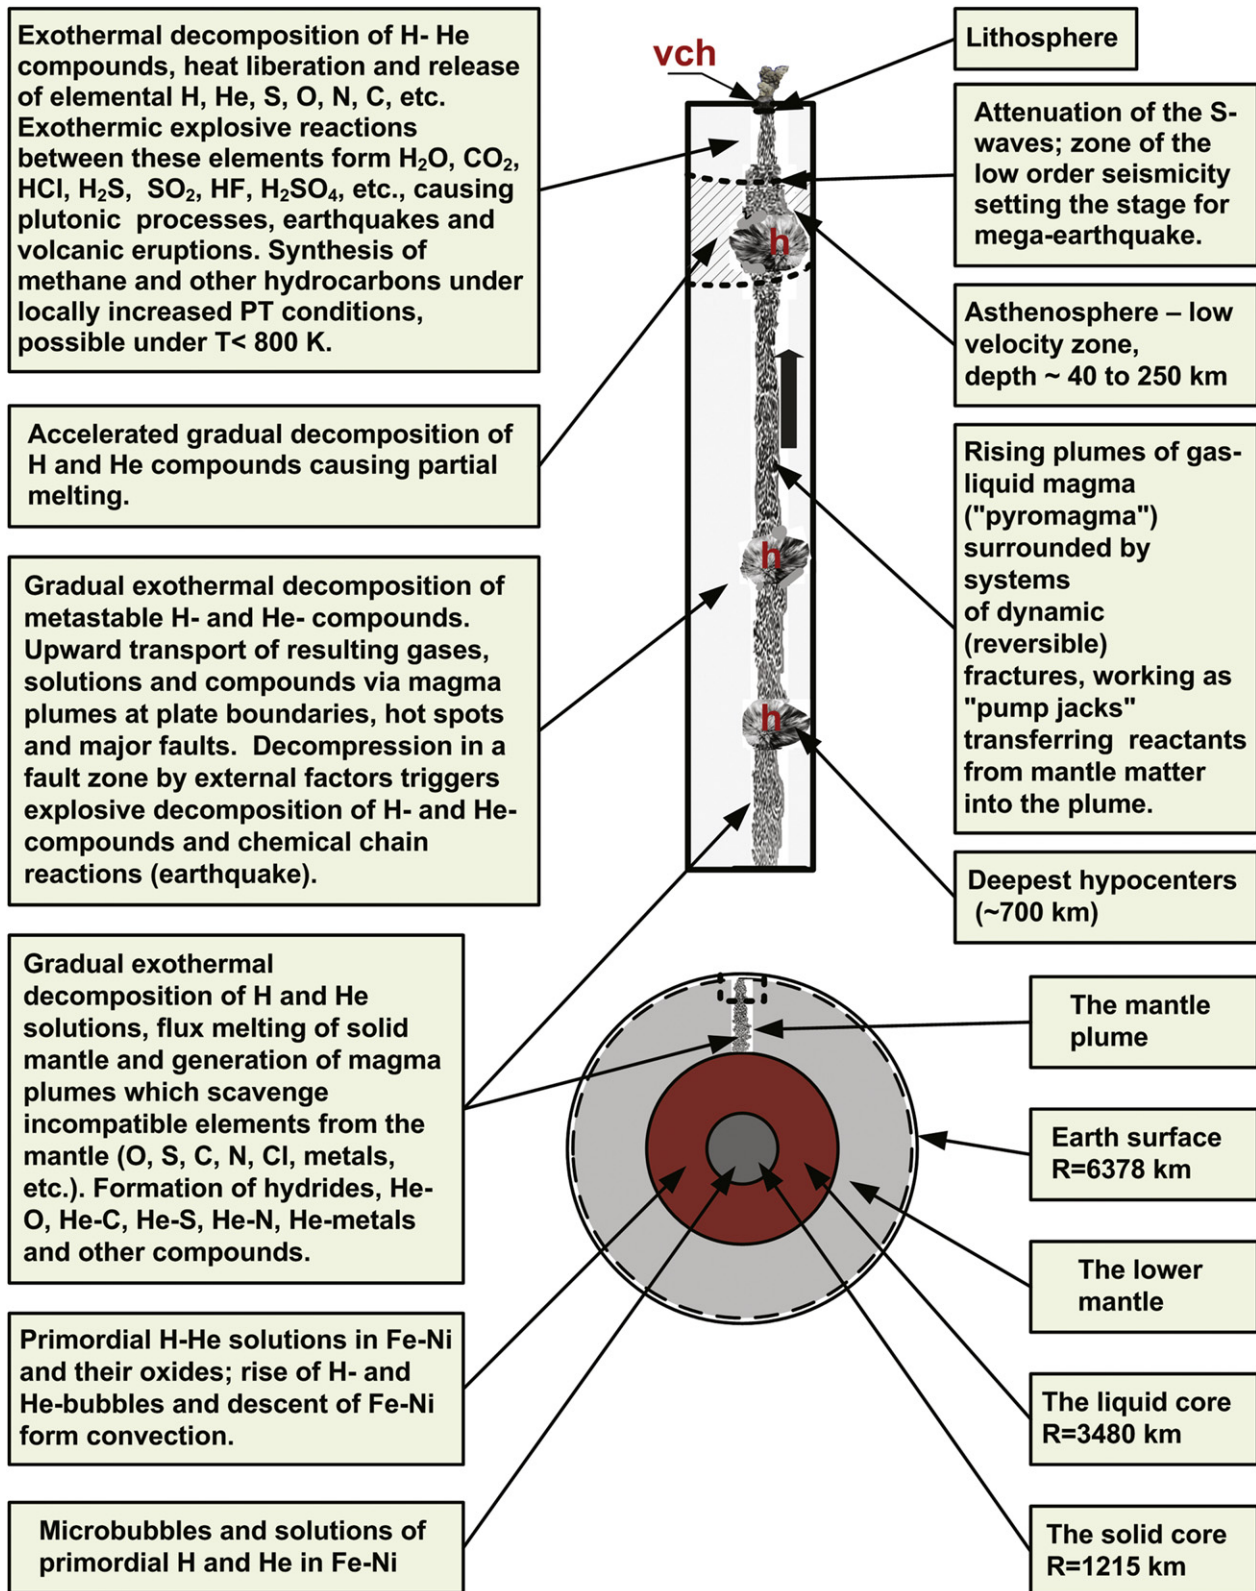 Exothermal decomposition of H- He
compounds, heat liberation and release
of elemental H, He, S, O, N, C, etc.
Exothermic explosive reactions
between these elements form H₂O, CO₂,
HCl, H₂S, SO₂, HF, H₂SO₄, etc., causing
plutonic processes, earthquakes and
volcanic eruptions. Synthesis of
methane and other hydrocarbons under
locally increased PT conditions,
possible under T< 800 K.
Accelerated gradual decomposition of
H and He compounds causing partial
melting.
Gradual exothermal decomposition of
metastable H- and He- compounds.
Upward transport of resulting gases,
solutions and compounds via magma
plumes at plate boundaries, hot spots
and major faults. Decompression in a
fault zone by external factors triggers
explosive decomposition of H- and He-
compounds and chemical chain
reactions (earthquake).
Gradual exothermal
decomposition of H and He
solutions, flux melting of solid
mantle and generation of magma
plumes which scavenge
incompatible elements from the
mantle (O, S, C, N, Cl, metals,
etc.). Formation of hydrides, He-
O, He-C, He-S, He-N, He-metals
and other compounds.
Primordial H-He solutions in Fe-Ni
and their oxides; rise of H- and
He-bubbles and descent of Fe-Ni
form convection.
Microbubbles and solutions of
primordial H and He in Fe-Ni
vch
h
h
h
Lithosphere
Attenuation of the S-
waves; zone of the
low order seismicity
setting the stage for
mega-earthquake.
Asthenosphere – low
velocity zone,
depth ~ 40 to 250 km
Rising plumes of gas-
liquid magma
("pyromagma")
surrounded by
systems
of dynamic
(reversible)
fractures, working as
"pump jacks"
transferring reactants
from mantle matter
into the plume.
Deepest hypocenters
(~700 km)
The mantle
plume
Earth surface
R=6378 km
The lower
mantle
The liquid core
R=3480 km
The solid core
R=1215 km